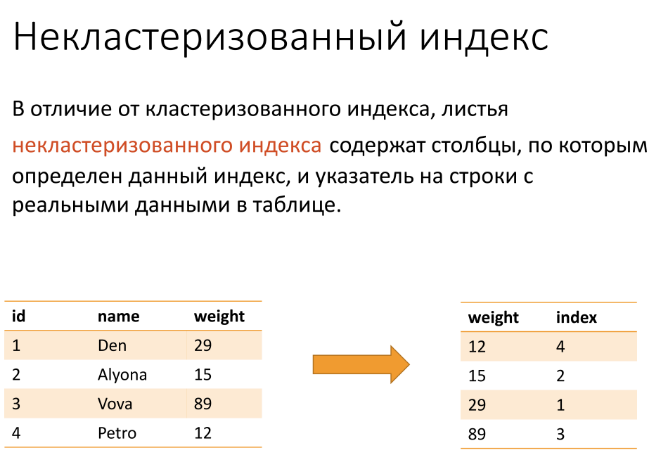 Некластеризованный индекс
В отличие от кластеризованного индекса, листья
некластеризованного индекса содержат столбцы, по которым
определен данный индекс, и указатель на строки с
реальными данными в таблице.
id name weight
1 Den 29
2 Alyona 15
3 Vova 89
4 Petro 12
weight index
12 4
15 2
29 1
89 3